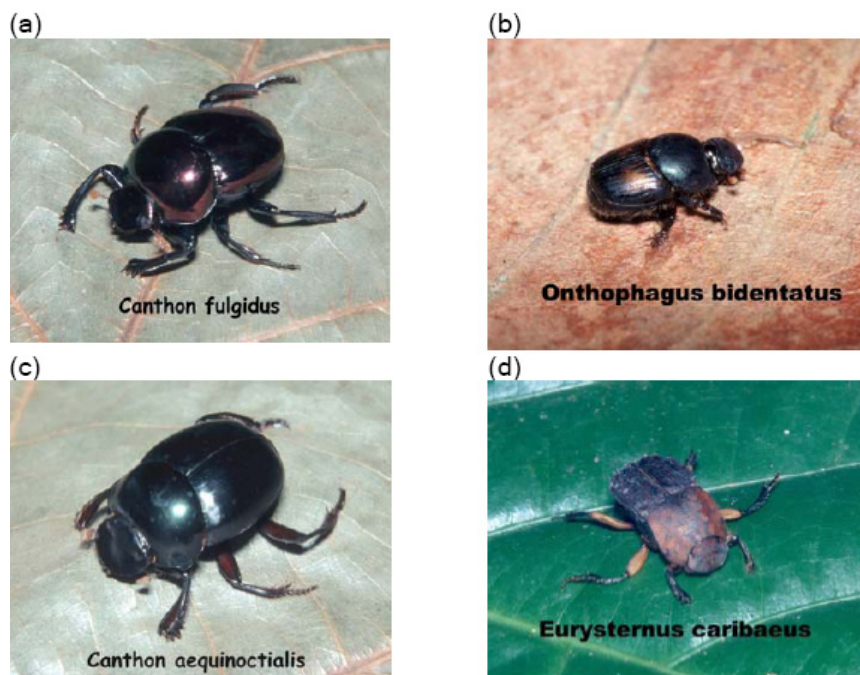 (a)
(b)
Canthon fulgidus
Onthophagus bidentatus
(c)
(d)
Canthon aequinoctialis
Eurysternus caribaeus